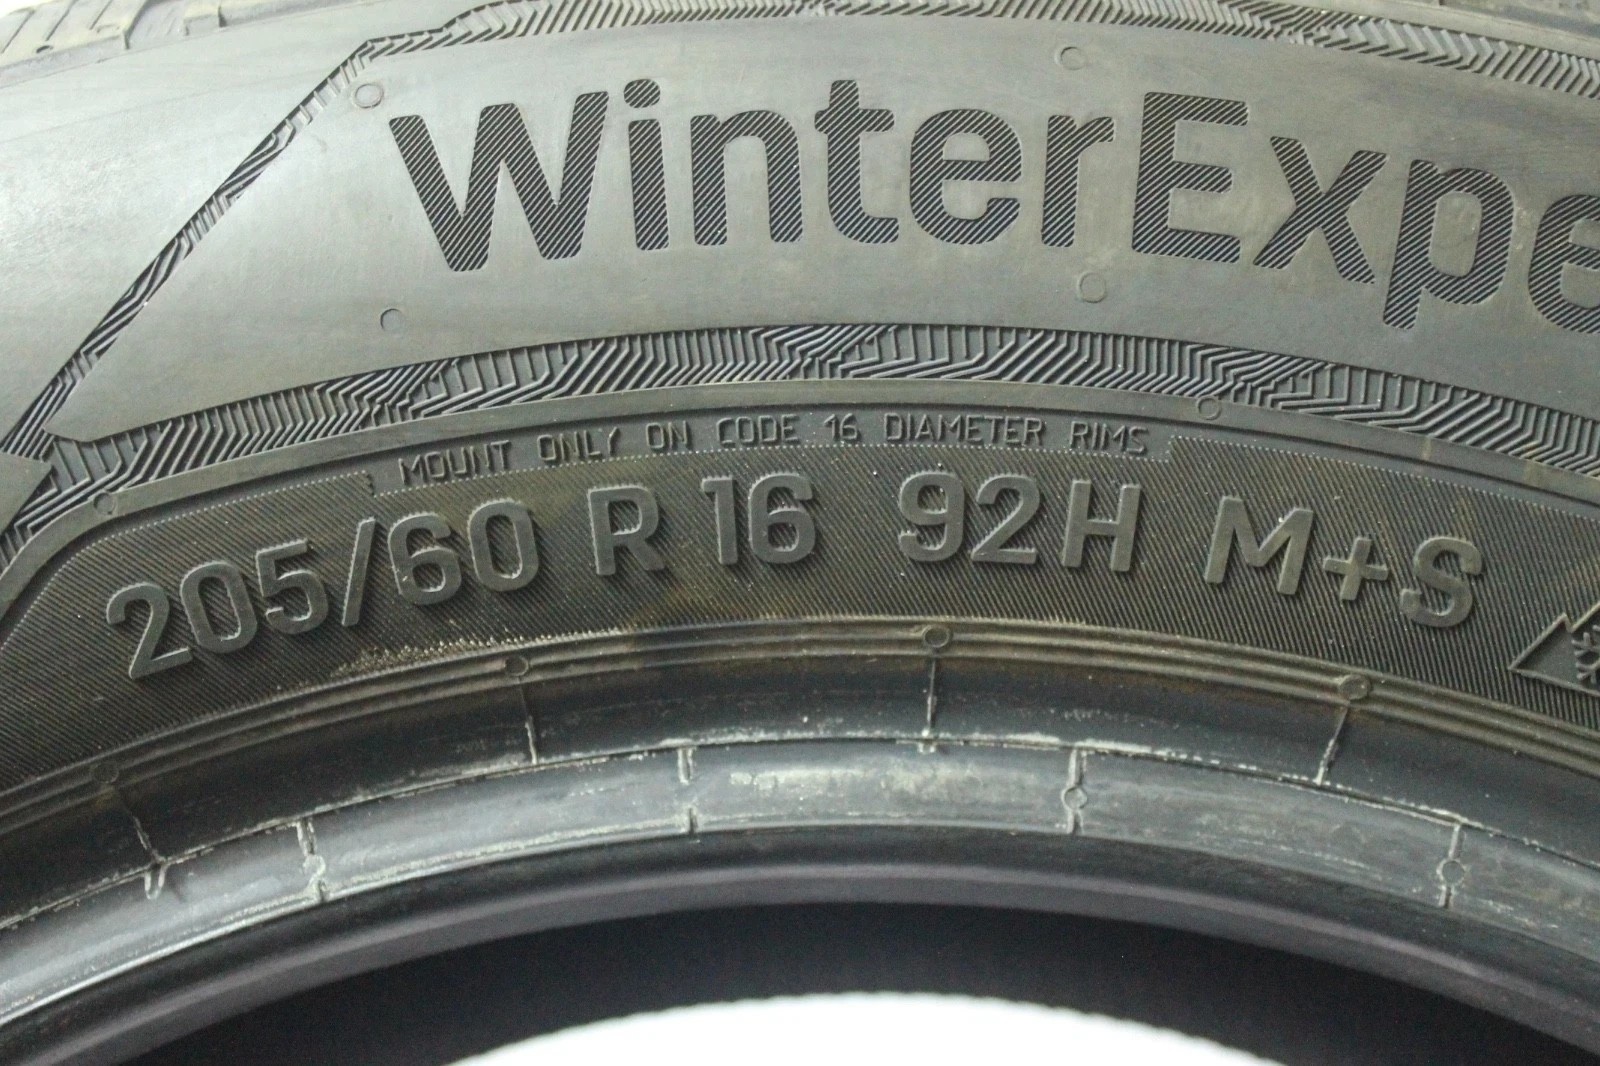 WinterExpe
MOUNT ONLY ON CODE 16 DIAMETER RIMS
205/60 R 16 92H M+S